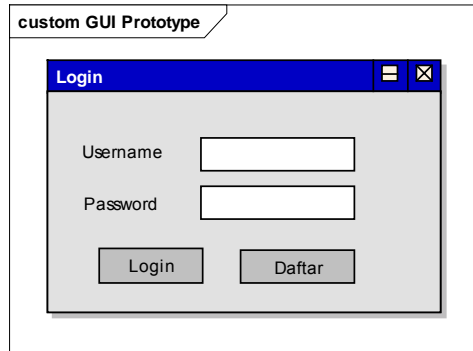 custom GUI Prototype
Login
Username
Password
Login Daftar